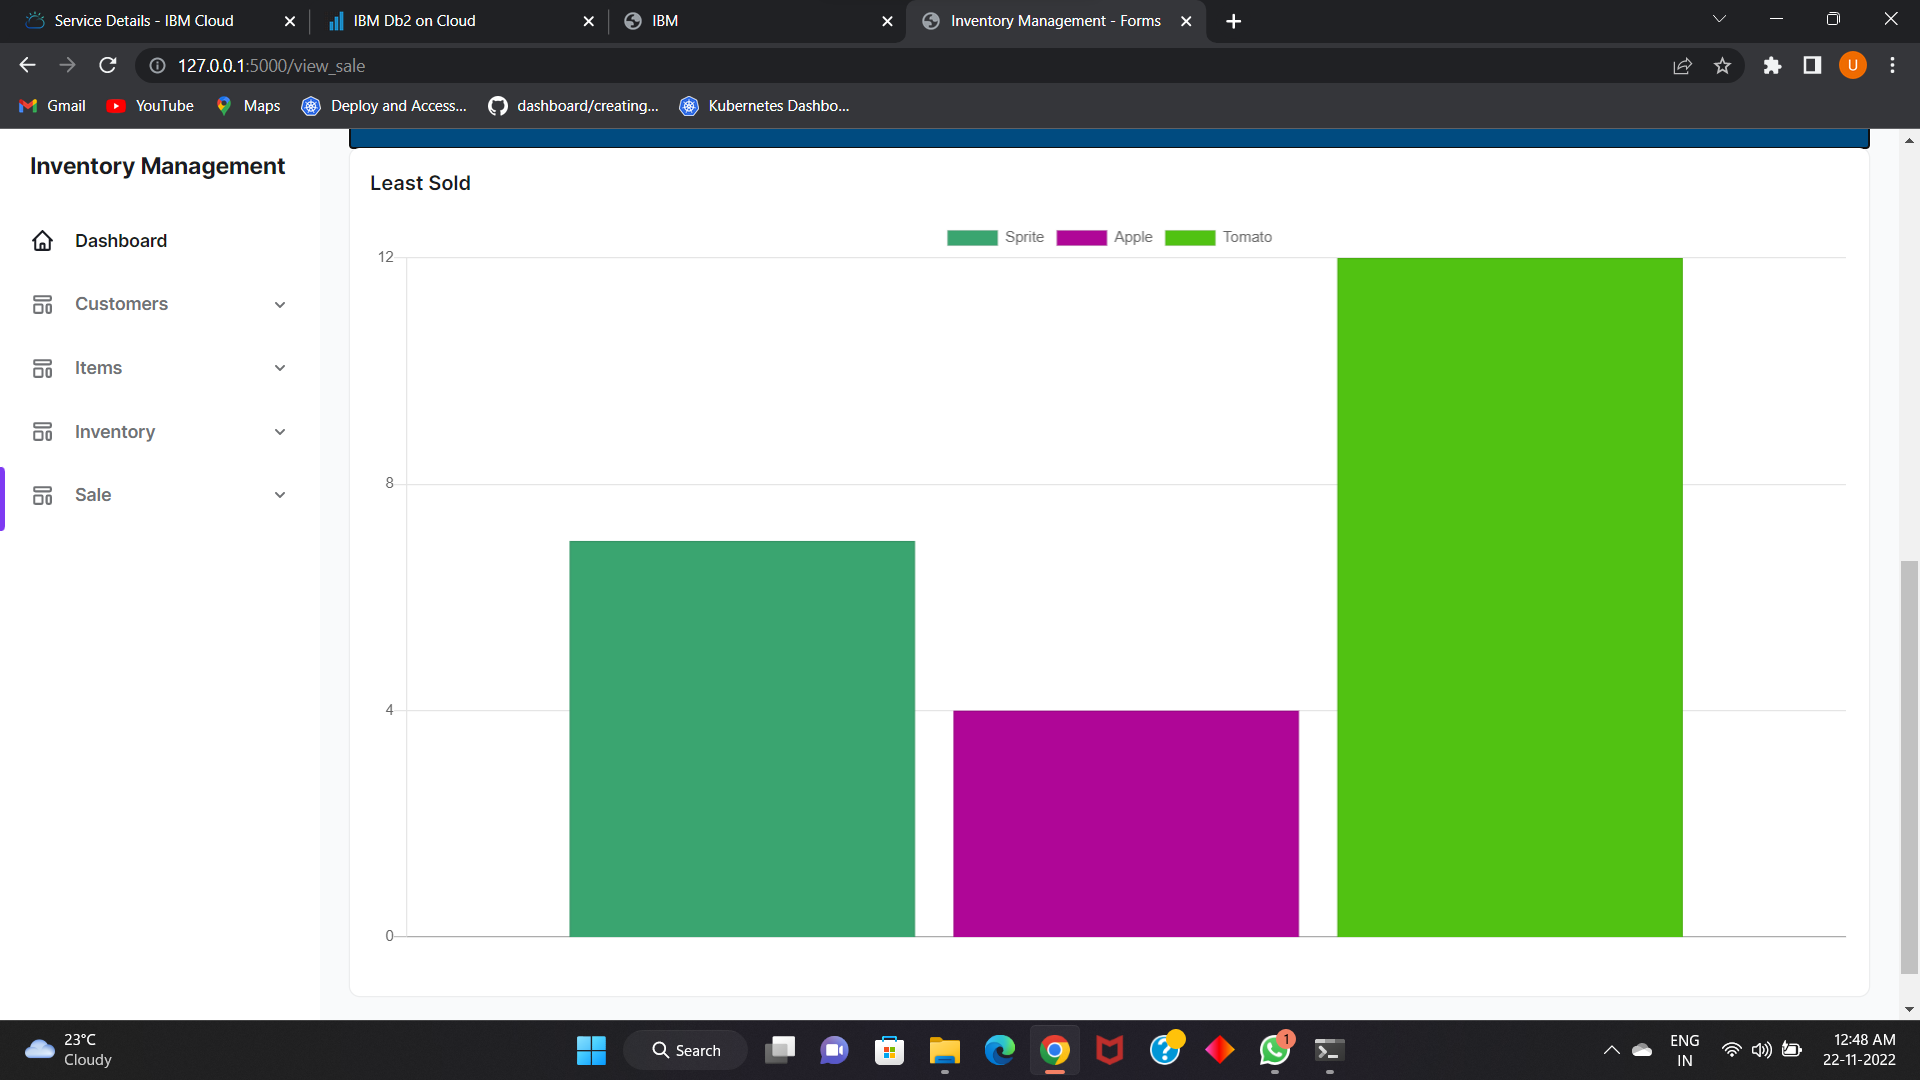 Service Details - IBM Cloud
IBM Db2 on Cloud
IBM
Inventory Management - Forms
127.0.0.1:5000/view_sale
U
Gmail
YouTube
Maps
Deploy and Access...
dashboard/creating...
Kubernetes Dashbo...
Inventory Management
Dashboard
Customers
Items
Inventory
Sale
Least Sold
Sprite
Apple
Tomato
12
8
4
0
23°C
Cloudy
Search
1
ENG
IN
12:48 AM
22-11-2022